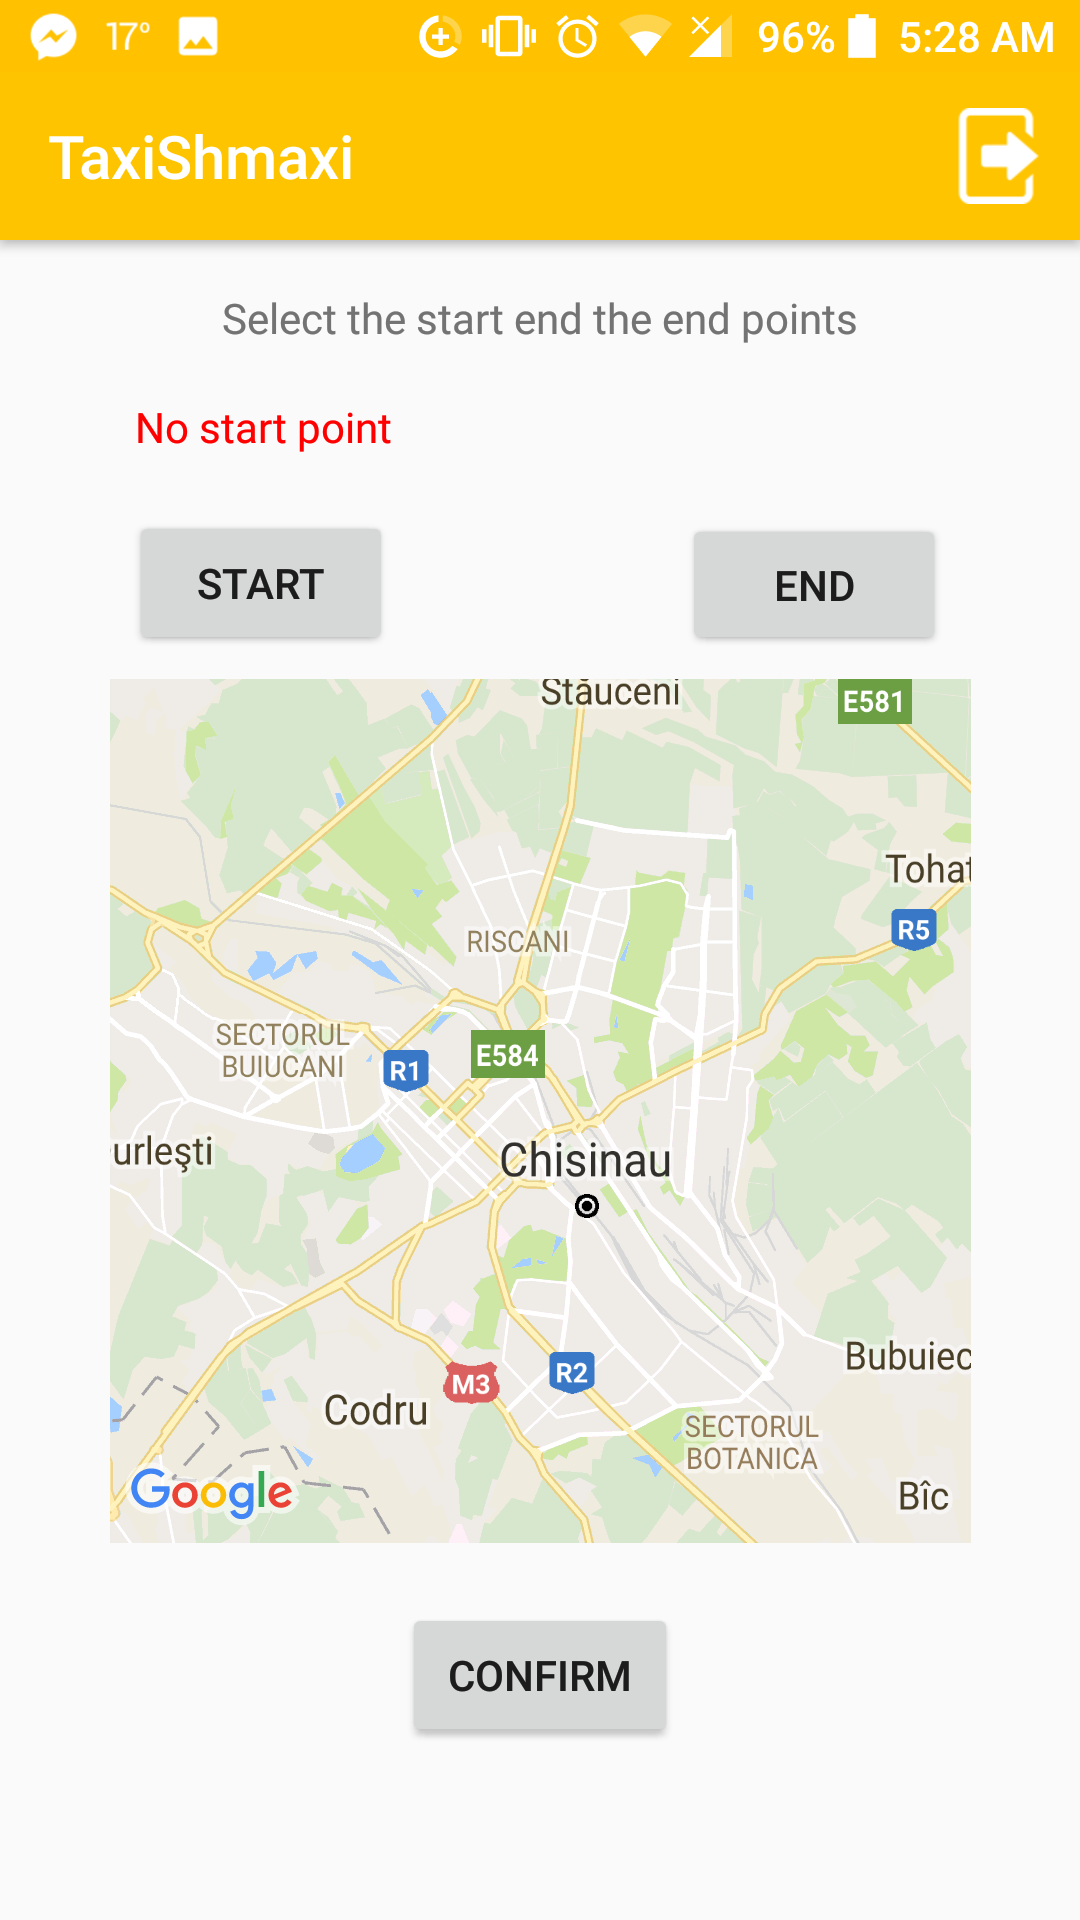 17° 96% 5:28 AM
TaxiShmaxi
Select the start end the end points
No start point
START END
Stăuceni
E581
Tohat
R5
RISCANI
SECTORUL
BUIUCANI
E584
R1
urleşti
Chisinau
Bubuiec
R2
M3
Codru
SECTORUL
BOTANICA
Bîc
Google
CONFIRM